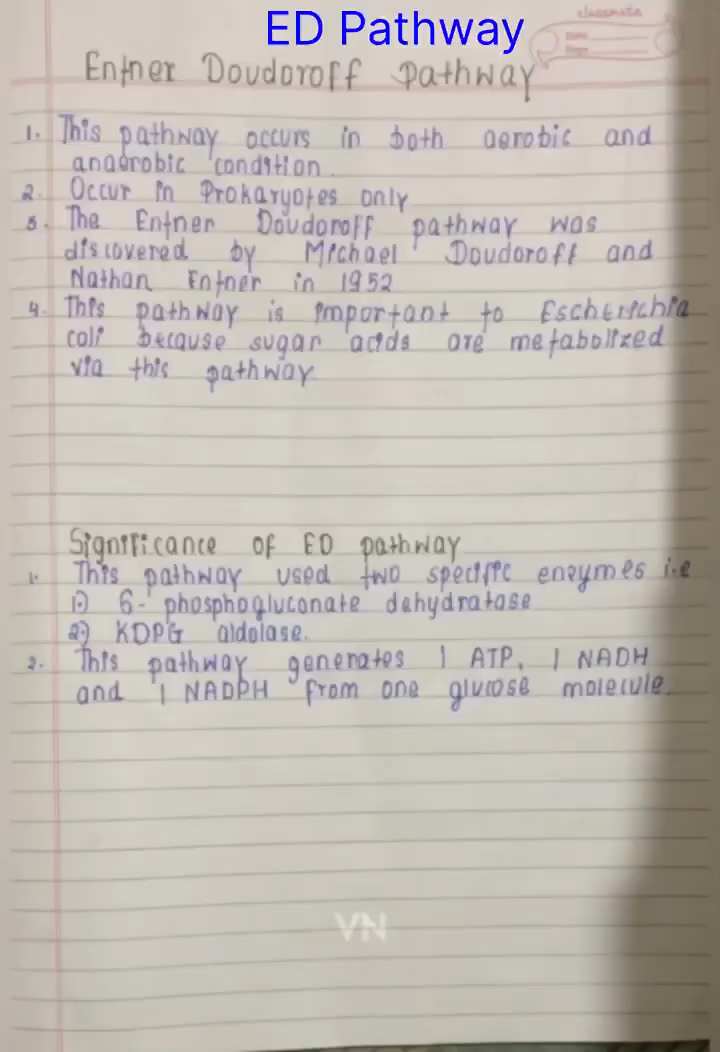 ED Pathway
classmate
Date
Page
Entner Doudoroff Pathway
1. This pathway occurs in both aerobic and
anaerobic condition.
2. Occur in Prokaryotes only
3. The Entner Doudoroff pathway was
discovered by Michael Doudoroff and
Nathan Entner in 1952
4. This pathway is important to Escherichia
coli because sugar acids are metabolized
via this pathway.
Significance of ED pathway
1. This pathway used two specific enzymes i.e
1) 6-phosphogluconate dehydratase
2) KDPG aldolase.
2. This pathway generates 1 ATP, 1 NADH
and 1 NADPH from one glucose molecule.
VN